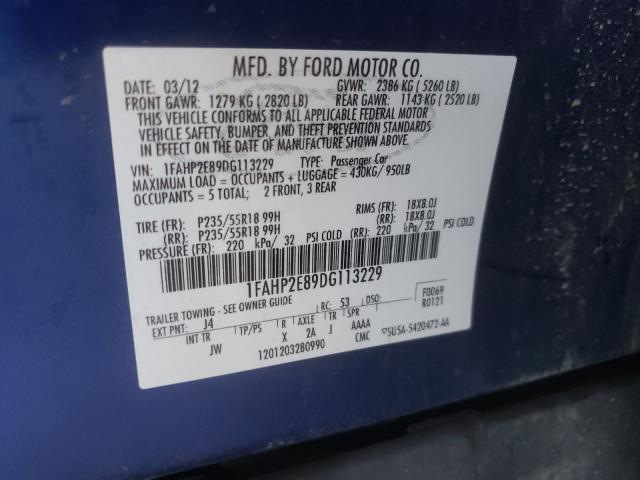 MFD. BY FORD MOTOR CO.
DATE: 03/12 GVWR: 2386 KG ( 5260 LB)
FRONT GAWR: 1279 KG ( 2820 LB) REAR GAWR: 1143 KG ( 2520 LB)
THIS VEHICLE CONFORMS TO ALL APPLICABLE FEDERAL MOTOR
VEHICLE SAFETY, BUMPER, AND THEFT PREVENTION STANDARDS
IN EFFECT ON THE DATE OF MANUFACTURE SHOWN ABOVE.
VIN: 1FAHP2E89DG113229 TYPE: Passenger Car
MAXIMUM LOAD = OCCUPANTS + LUGGAGE = 430KG/ 950LB
OCCUPANTS = 5 TOTAL; 2 FRONT, 3 REAR
TIRE (FR): P235/55R18 99H RIMS (FR): 18X8.0J
(RR): P235/55R18 99H (RR): 18X8.0J
PRESSURE (FR): 220 kPa/ 32 PSI COLD (RR): 220 kPa/ 32 PSI COLD
1FAHP2E89DG113229
TRAILER TOWING - SEE OWNER GUIDE RC: 53 DSO: F0069
EXT PNT: J4 R0121
INT TR TP/PS R AXLE TR SPR
JW X 2A J AAAA
1201203280990 CMC 5U5A-5420472-AA